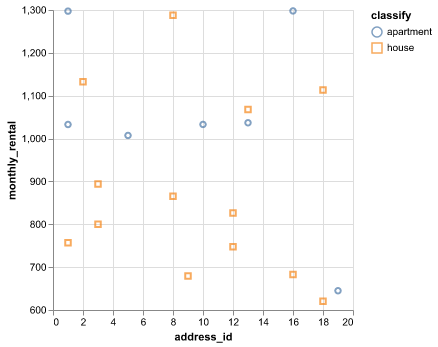 1,300
1,200
1,100
1,000
900
800
700
600
monthly_rental
0 2 4 6 8 10 12 14 16 18 20
address_id
classify
apartment
house